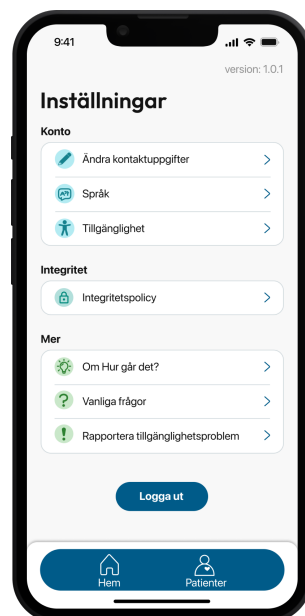 9:41
version: 1.0.1
Inställningar
Konto
Ändra kontaktuppgifter
Språk
Tillgänglighet
Integritet
Integritetspolicy
Mer
Om Hur går det?
Vanliga frågor
Rapportera tillgänglighetsproblem
Logga ut
Hem
Patienter